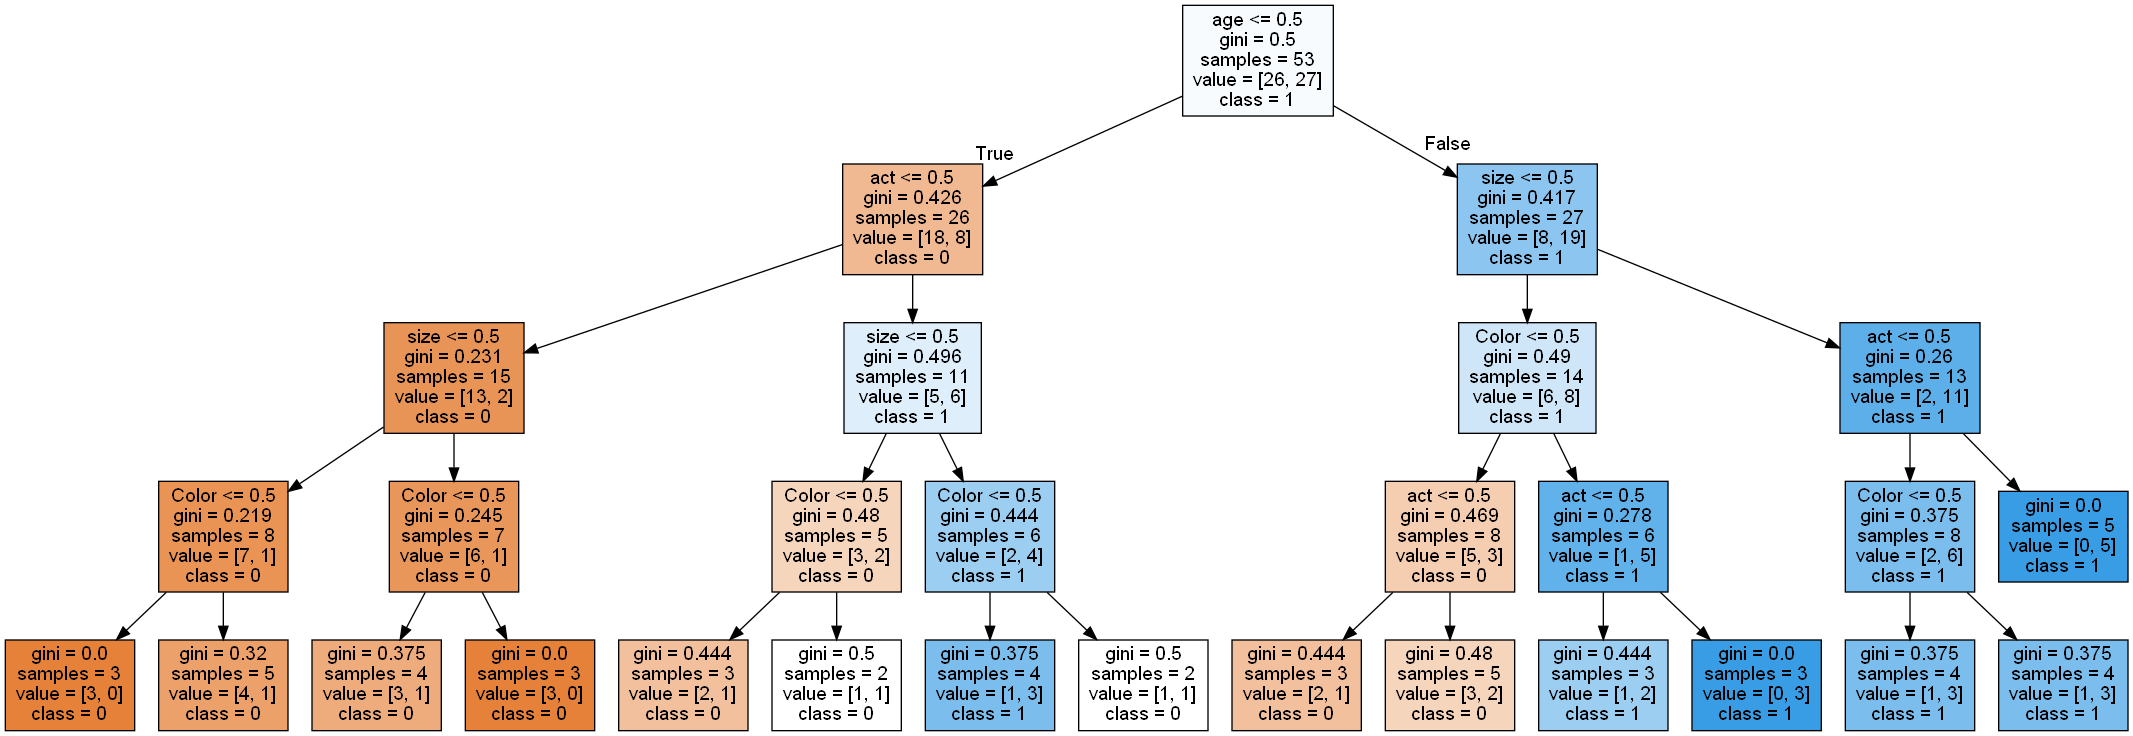 age <= 0.5
gini = 0.5
samples = 53
value = [26, 27]
class = 1
True
False
act <= 0.5
gini = 0.426
samples = 26
value = [18, 8]
class = 0
size <= 0.5
gini = 0.417
samples = 27
value = [8, 19]
class = 1
size <= 0.5
gini = 0.231
samples = 15
value = [13, 2]
class = 0
size <= 0.5
gini = 0.496
samples = 11
value = [5, 6]
class = 1
Color <= 0.5
gini = 0.49
samples = 14
value = [6, 8]
class = 1
act <= 0.5
gini = 0.26
samples = 13
value = [2, 11]
class = 1
Color <= 0.5
gini = 0.219
samples = 8
value = [7, 1]
class = 0
Color <= 0.5
gini = 0.245
samples = 7
value = [6, 1]
class = 0
Color <= 0.5
gini = 0.48
samples = 5
value = [3, 2]
class = 0
Color <= 0.5
gini = 0.444
samples = 6
value = [2, 4]
class = 1
act <= 0.5
gini = 0.469
samples = 8
value = [5, 3]
class = 0
act <= 0.5
gini = 0.278
samples = 6
value = [1, 5]
class = 1
Color <= 0.5
gini = 0.375
samples = 8
value = [2, 6]
class = 1
gini = 0.0
samples = 5
value = [0, 5]
class = 1
gini = 0.0
samples = 3
value = [3, 0]
class = 0
gini = 0.32
samples = 5
value = [4, 1]
class = 0
gini = 0.375
samples = 4
value = [3, 1]
class = 0
gini = 0.0
samples = 3
value = [3, 0]
class = 0
gini = 0.444
samples = 3
value = [2, 1]
class = 0
gini = 0.5
samples = 2
value = [1, 1]
class = 0
gini = 0.375
samples = 4
value = [1, 3]
class = 1
gini = 0.5
samples = 2
value = [1, 1]
class = 0
gini = 0.444
samples = 3
value = [2, 1]
class = 0
gini = 0.48
samples = 5
value = [3, 2]
class = 0
gini = 0.444
samples = 3
value = [1, 2]
class = 1
gini = 0.0
samples = 3
value = [0, 3]
class = 1
gini = 0.375
samples = 4
value = [1, 3]
class = 1
gini = 0.375
samples = 4
value = [1, 3]
class = 1